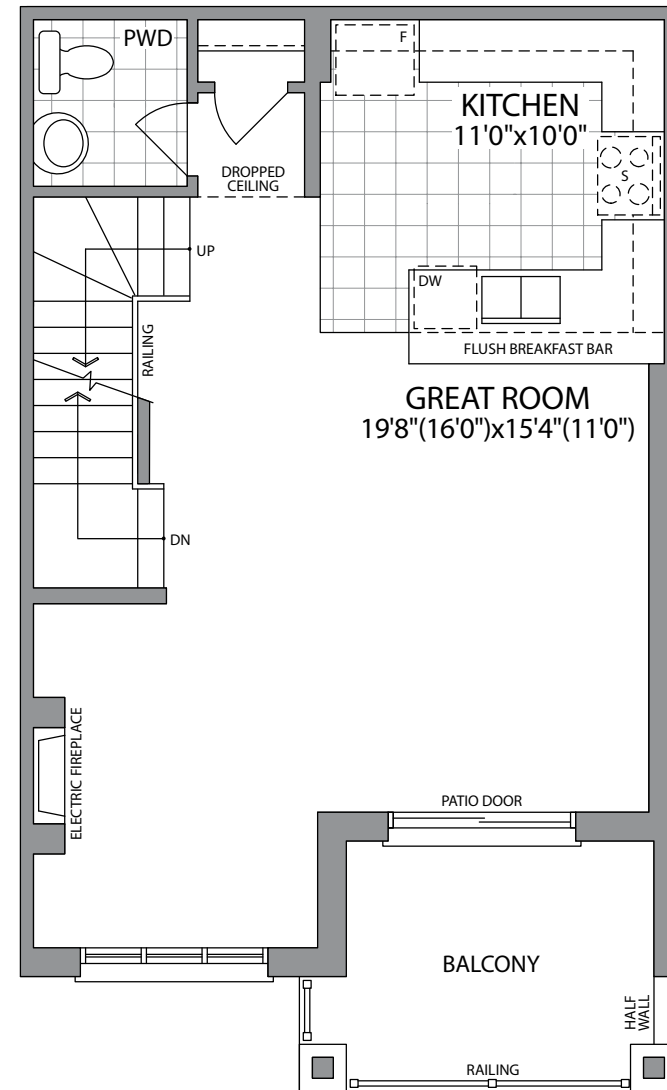 PWD
F
KITCHEN
11'0"x10'0"
DROPPED
CEILING
S
UP
DW
RAILING
FLUSH BREAKFAST BAR
GREAT ROOM
19'8"(16'0")x15'4"(11'0")
DN
ELECTRIC FIREPLACE
PATIO DOOR
BALCONY
HALF
WALL
RAILING